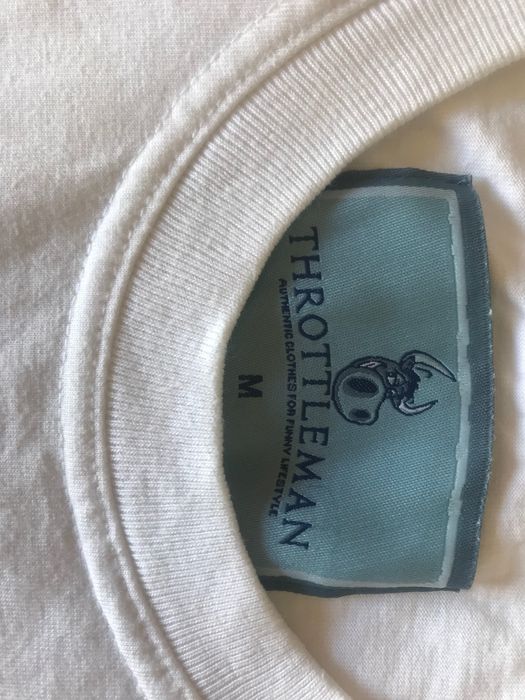 THROTTLEMAN
AUTHENTIC CLOTHES FOR FUNNY LIFESTYLE
M